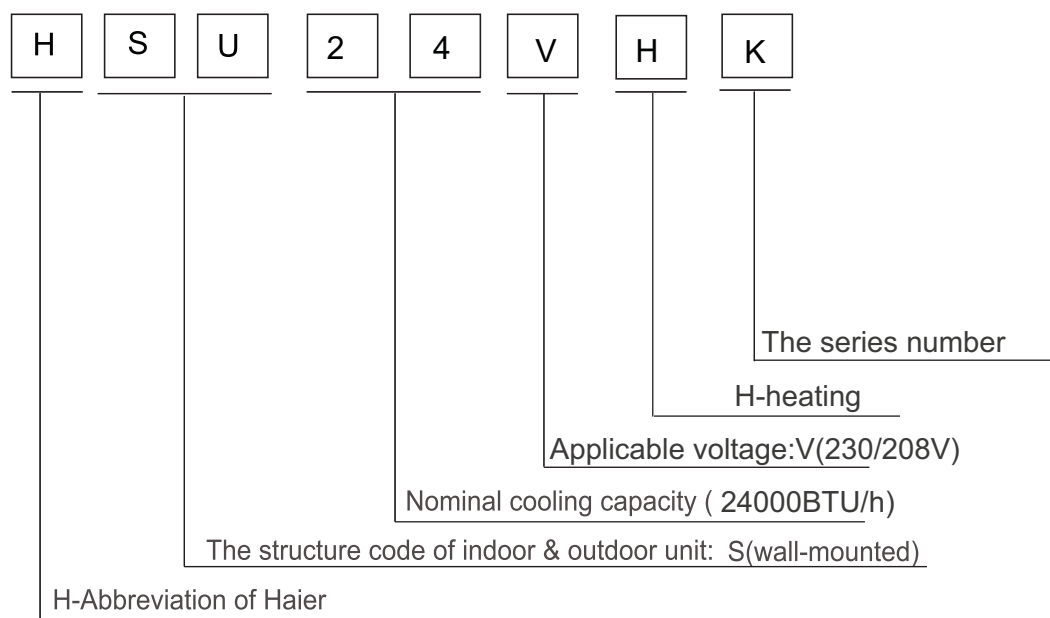 H S U 2 4 V H K
The series number
H-heating
Applicable voltage:V(230/208V)
Nominal cooling capacity ( 24000BTU/h)
The structure code of indoor & outdoor unit: S(wall-mounted)
H-Abbreviation of Haier